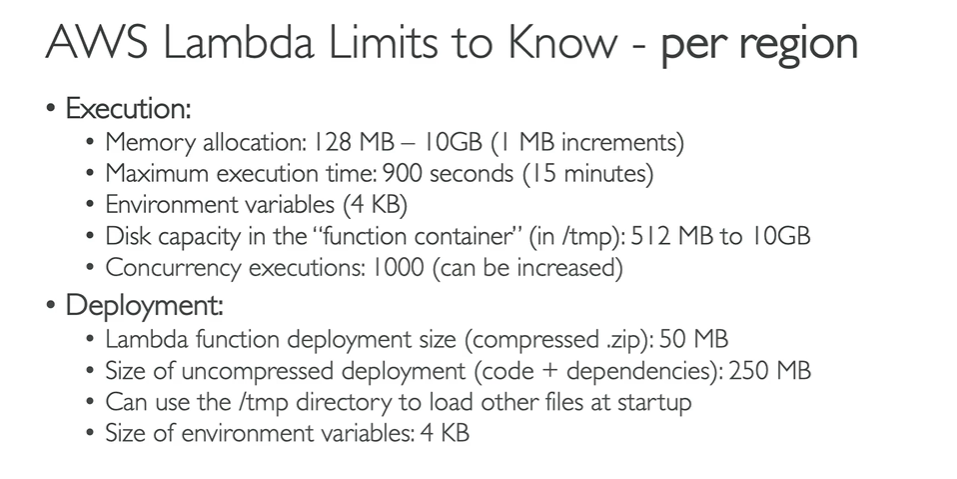 AWS Lambda Limits to Know - per region
• Execution:
• Memory allocation: 128 MB – 10GB (1 MB increments)
• Maximum execution time: 900 seconds (15 minutes)
• Environment variables (4 KB)
• Disk capacity in the “function container” (in /tmp): 512 MB to 10GB
• Concurrency executions: 1000 (can be increased)
• Deployment:
• Lambda function deployment size (compressed .zip): 50 MB
• Size of uncompressed deployment (code + dependencies): 250 MB
• Can use the /tmp directory to load other files at startup
• Size of environment variables: 4 KB